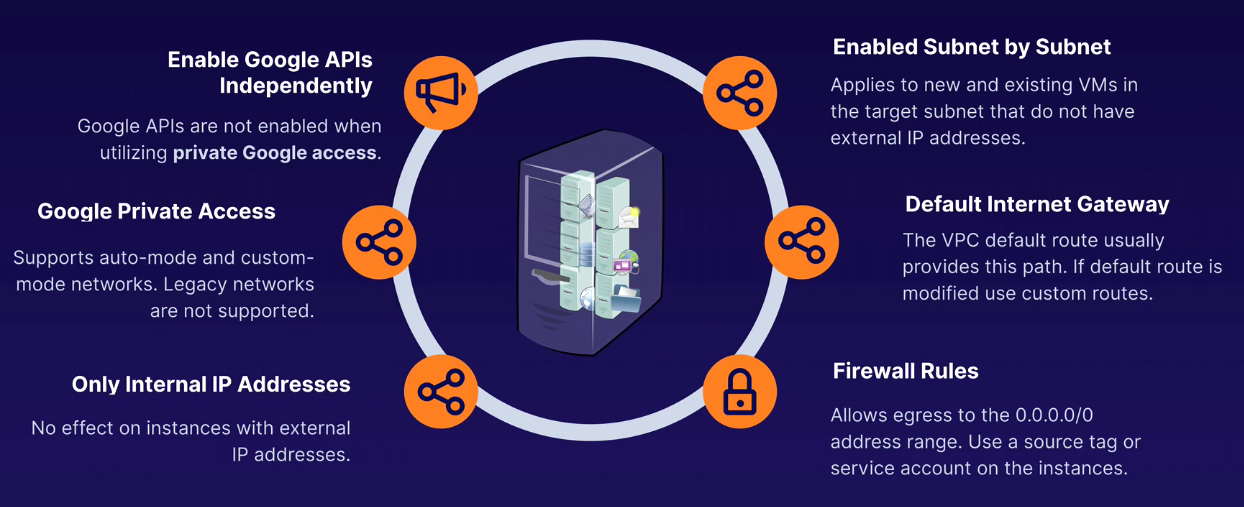 Enable Google APIs
Independently
Google APIs are not enabled when
utilizing private Google access.
Google Private Access
Supports auto-mode and custom-
mode networks. Legacy networks
are not supported.
Only Internal IP Addresses
No effect on instances with external
IP addresses.
Enabled Subnet by Subnet
Applies to new and existing VMs in
the target subnet that do not have
external IP addresses.
Default Internet Gateway
The VPC default route usually
provides this path. If default route is
modified use custom routes.
Firewall Rules
Allows egress to the 0.0.0.0/0
address range. Use a source tag or
service account on the instances.